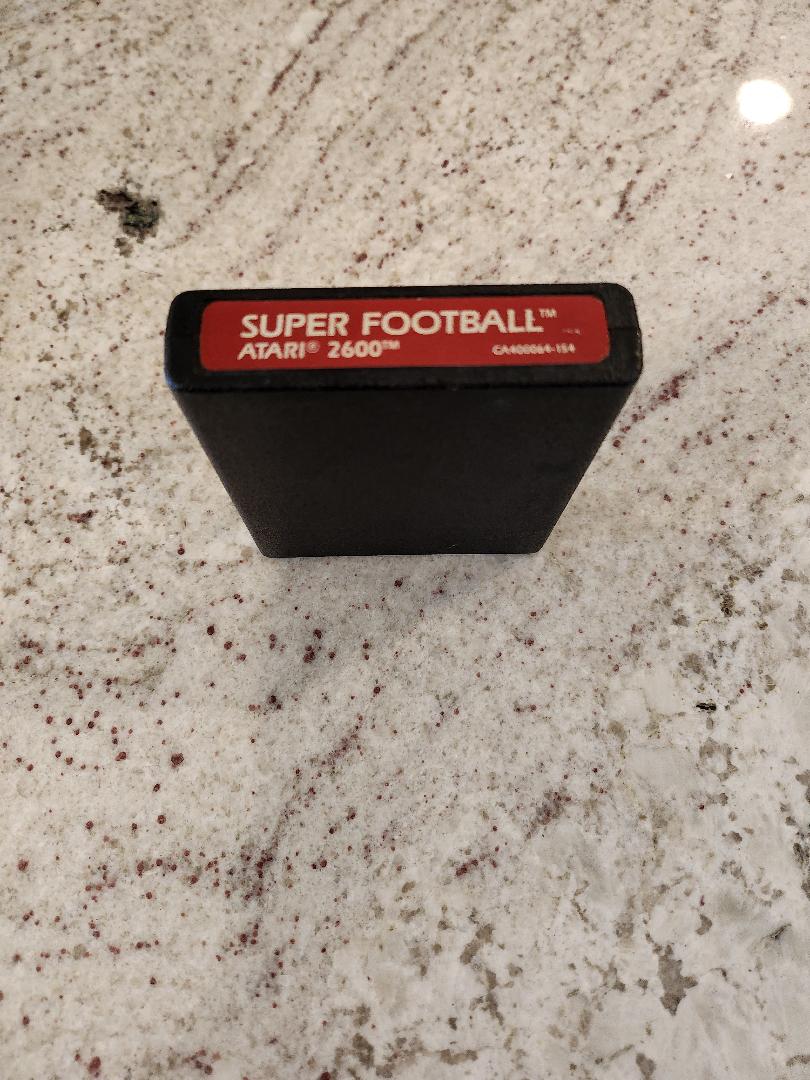 SUPER FOOTBALL™
ATARI® 2600™
CA400064-154